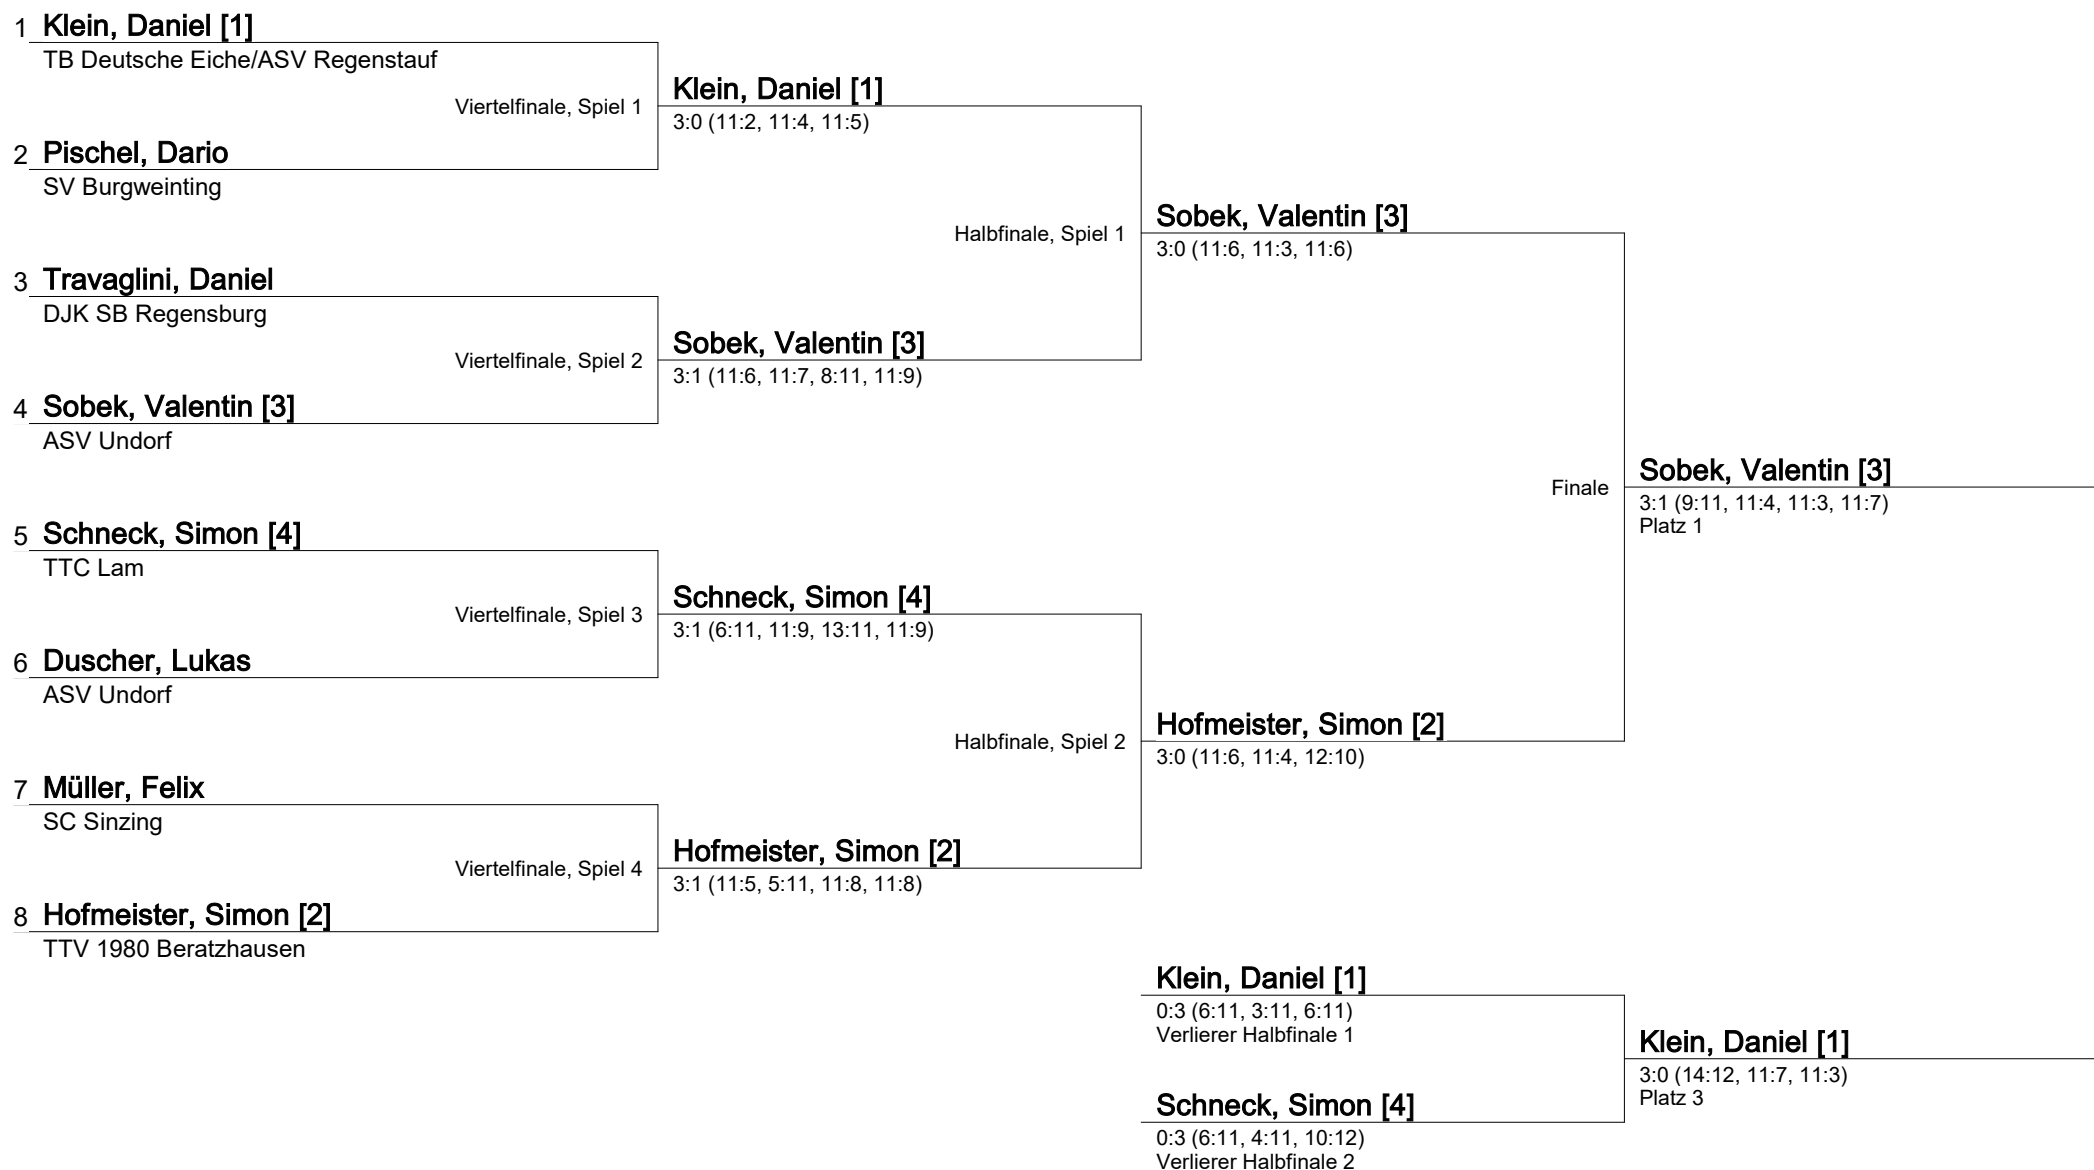 1 Klein, Daniel [1]
TB Deutsche Eiche/ASV Regenstauf
Viertelfinale, Spiel 1
2 Pischel, Dario
SV Burgweinting
3 Travaglini, Daniel
DJK SB Regensburg
Viertelfinale, Spiel 2
4 Sobek, Valentin [3]
ASV Undorf
5 Schneck, Simon [4]
TTC Lam
Viertelfinale, Spiel 3
6 Duscher, Lukas
ASV Undorf
7 Müller, Felix
SC Sinzing
Viertelfinale, Spiel 4
8 Hofmeister, Simon [2]
TTV 1980 Beratzhausen
Klein, Daniel [1]
3:0 (11:2, 11:4, 11:5)
Halbfinale, Spiel 1
Sobek, Valentin [3]
3:1 (11:6, 11:7, 8:11, 11:9)
Schneck, Simon [4]
3:1 (6:11, 11:9, 13:11, 11:9)
Halbfinale, Spiel 2
Hofmeister, Simon [2]
3:1 (11:5, 5:11, 11:8, 11:8)
Sobek, Valentin [3]
3:0 (11:6, 11:3, 11:6)
Finale
Hofmeister, Simon [2]
3:0 (11:6, 11:4, 12:10)
Sobek, Valentin [3]
3:1 (9:11, 11:4, 11:3, 11:7)
Platz 1
Klein, Daniel [1]
0:3 (6:11, 3:11, 6:11)
Verlierer Halbfinale 1
Schneck, Simon [4]
0:3 (6:11, 4:11, 10:12)
Verlierer Halbfinale 2
Klein, Daniel [1]
3:0 (14:12, 11:7, 11:3)
Platz 3